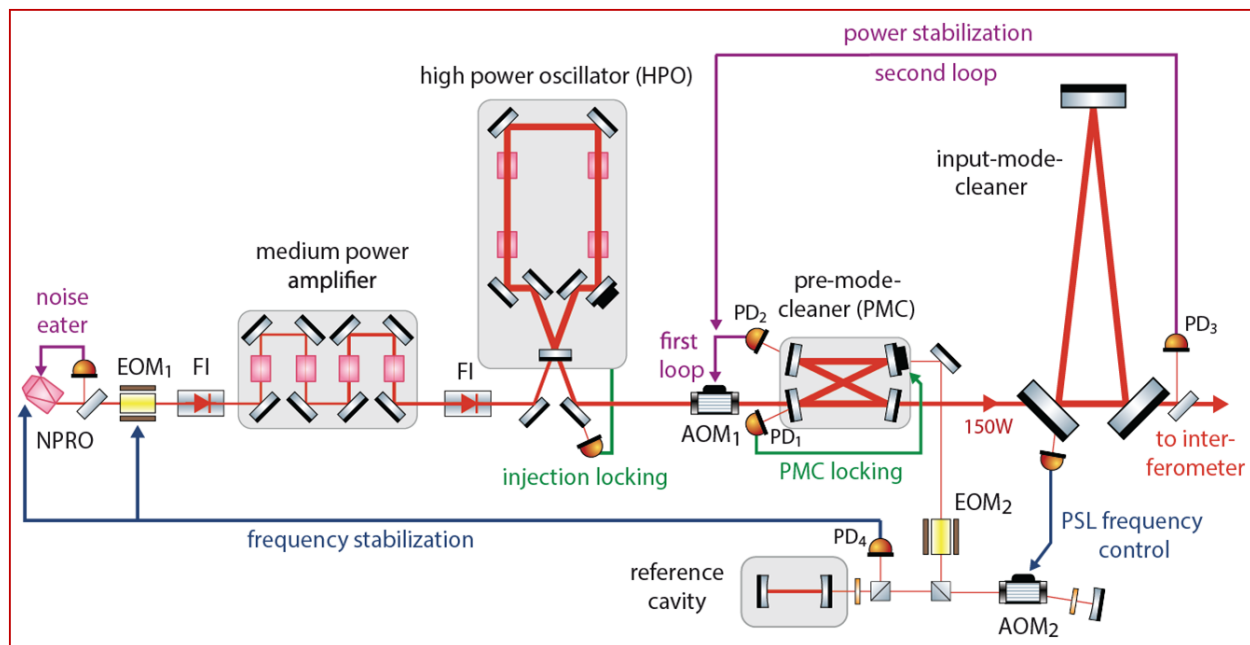 power stabilization
second loop
high power oscillator (HPO)
input-mode-
cleaner
medium power
amplifier
pre-mode-
cleaner (PMC)
noise
eater
PD₂
PD₃
first
loop
EOM₁
FI
FI
NPRO
AOM₁
PD₁
150W
to inter-
ferometer
injection locking
PMC locking
EOM₂
PSL frequency
control
frequency stabilization
PD₄
reference
cavity
AOM₂